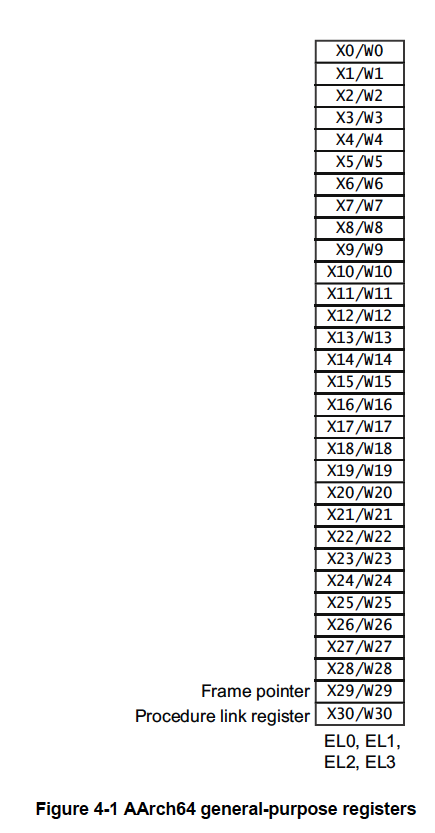 X0/W0
X1/W1
X2/W2
X3/W3
X4/W4
X5/W5
X6/W6
X7/W7
X8/W8
X9/W9
X10/W10
X11/W11
X12/W12
X13/W13
X14/W14
X15/W15
X16/W16
X17/W17
X18/W18
X19/W19
X20/W20
X21/W21
X22/W22
X23/W23
X24/W24
X25/W25
X26/W26
X27/W27
X28/W28
Frame pointer X29/W29
Procedure link register X30/W30
EL0, EL1,
EL2, EL3
Figure 4-1 AArch64 general-purpose registers